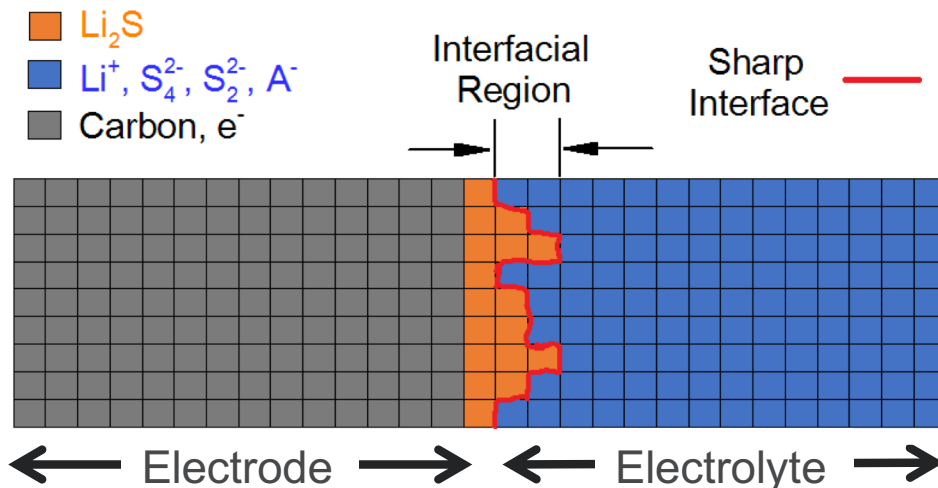 Li₂S
Li⁺, S₄²⁻, S₂²⁻, A⁻
Carbon, e⁻
Interfacial
Region
Sharp
Interface
Electrode
Electrolyte